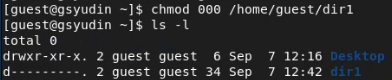 [guest@gsyudin ~]$ chmod 000 /home/guest/dir1
[guest@gsyudin ~]$ ls -l
total 0
drwxr-xr-x. 2 guest guest  6 Sep  7 12:16 Desktop
d---------. 2 guest guest 34 Sep  7 12:42 dir1